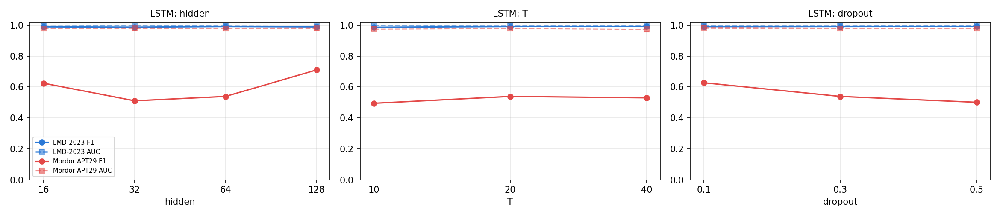 LSTM: hidden
1.0
0.8
0.6
0.4
0.2
0.0
LMD-2023 F1
LMD-2023 AUC
Mordor APT29 F1
Mordor APT29 AUC
16 32 64 128
hidden
LSTM: T
1.0
0.8
0.6
0.4
0.2
0.0
10 20 40
T
LSTM: dropout
1.0
0.8
0.6
0.4
0.2
0.0
0.1 0.3 0.5
dropout